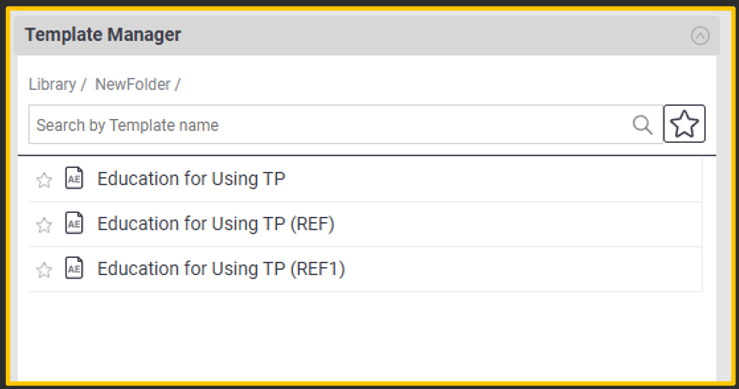 Template Manager
Library / NewFolder /
Search by Template name
AE Education for Using TP
AE Education for Using TP (REF)
AE Education for Using TP (REF1)